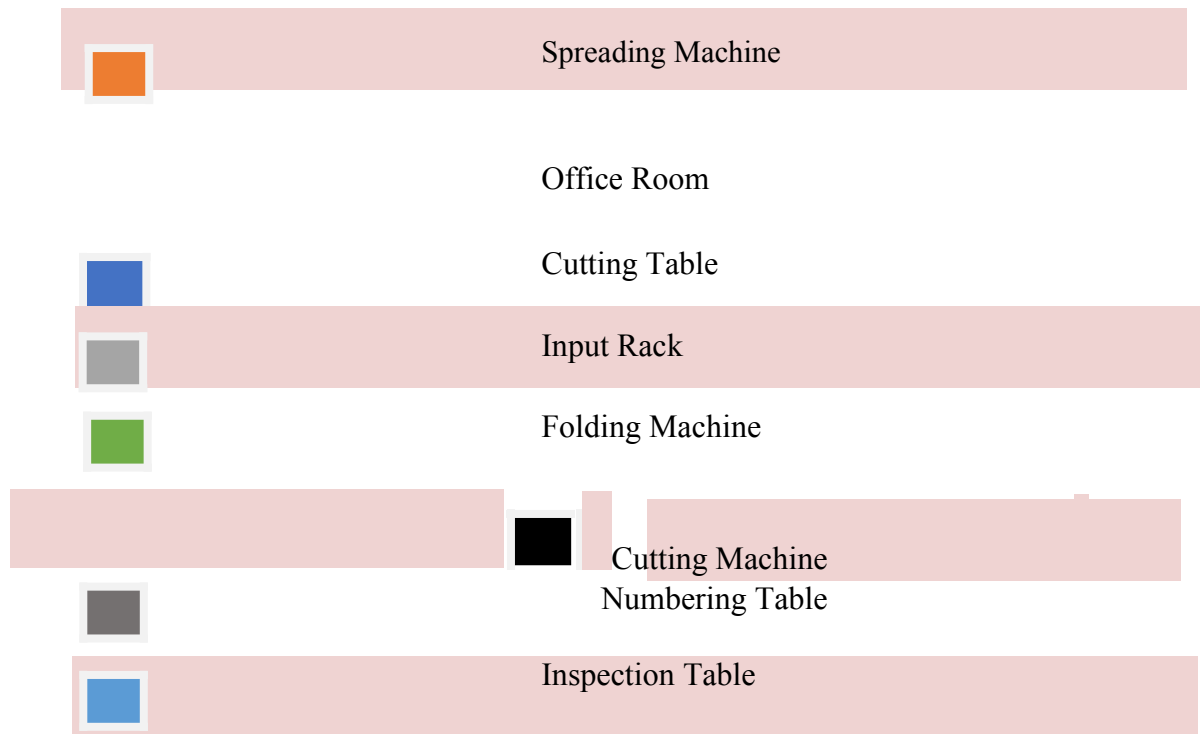 Spreading Machine
Office Room
Cutting Table
Input Rack
Folding Machine
Cutting Machine
Numbering Table
Inspection Table